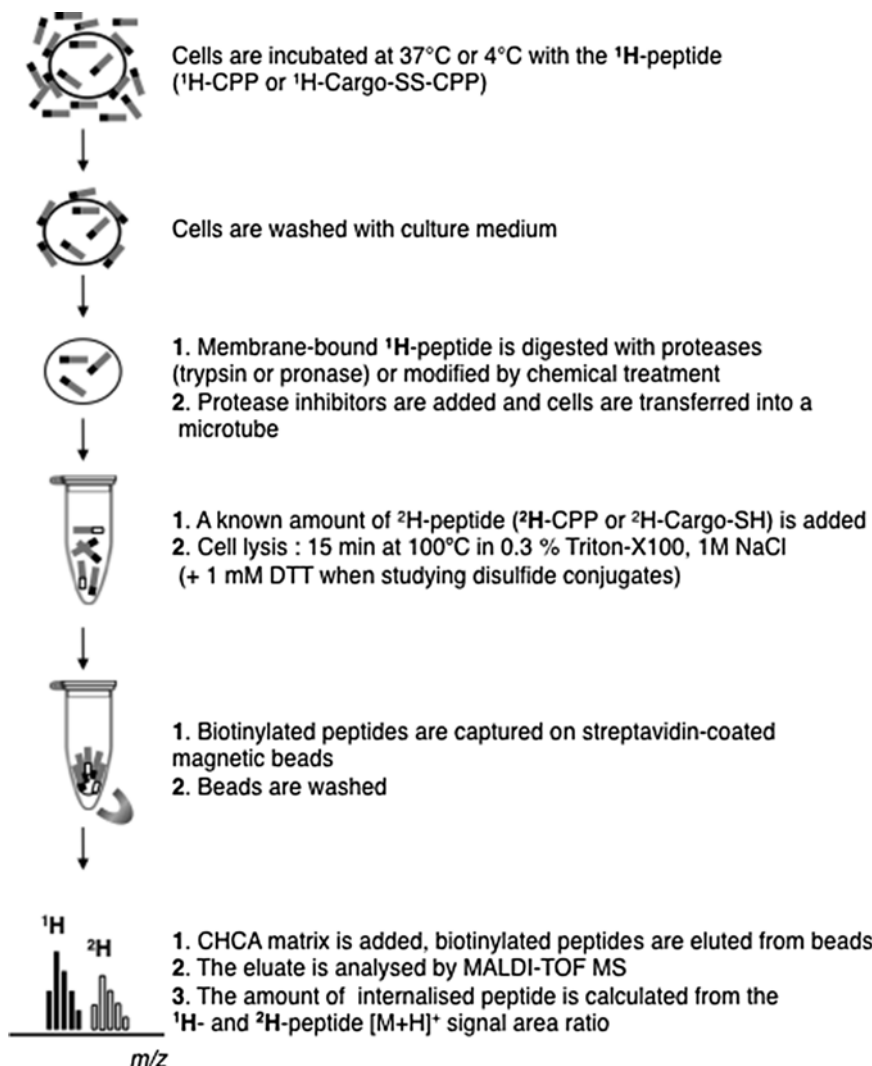 Cells are incubated at 37°C or 4°C with the ¹H-peptide
(¹H-CPP or ¹H-Cargo-SS-CPP)
Cells are washed with culture medium
1. Membrane-bound ¹H-peptide is digested with proteases
(trypsin or pronase) or modified by chemical treatment
2. Protease inhibitors are added and cells are transferred into a
microtube
1. A known amount of ²H-peptide (²H-CPP or ²H-Cargo-SH) is added
2. Cell lysis : 15 min at 100°C in 0.3 % Triton-X100, 1M NaCl
(+ 1 mM DTT when studying disulfide conjugates)
1. Biotinylated peptides are captured on streptavidin-coated
magnetic beads
2. Beads are washed
¹H
²H
1. CHCA matrix is added, biotinylated peptides are eluted from beads
2. The eluate is analysed by MALDI-TOF MS
3. The amount of internalised peptide is calculated from the
¹H- and ²H-peptide [M+H]⁺ signal area ratio
m/z